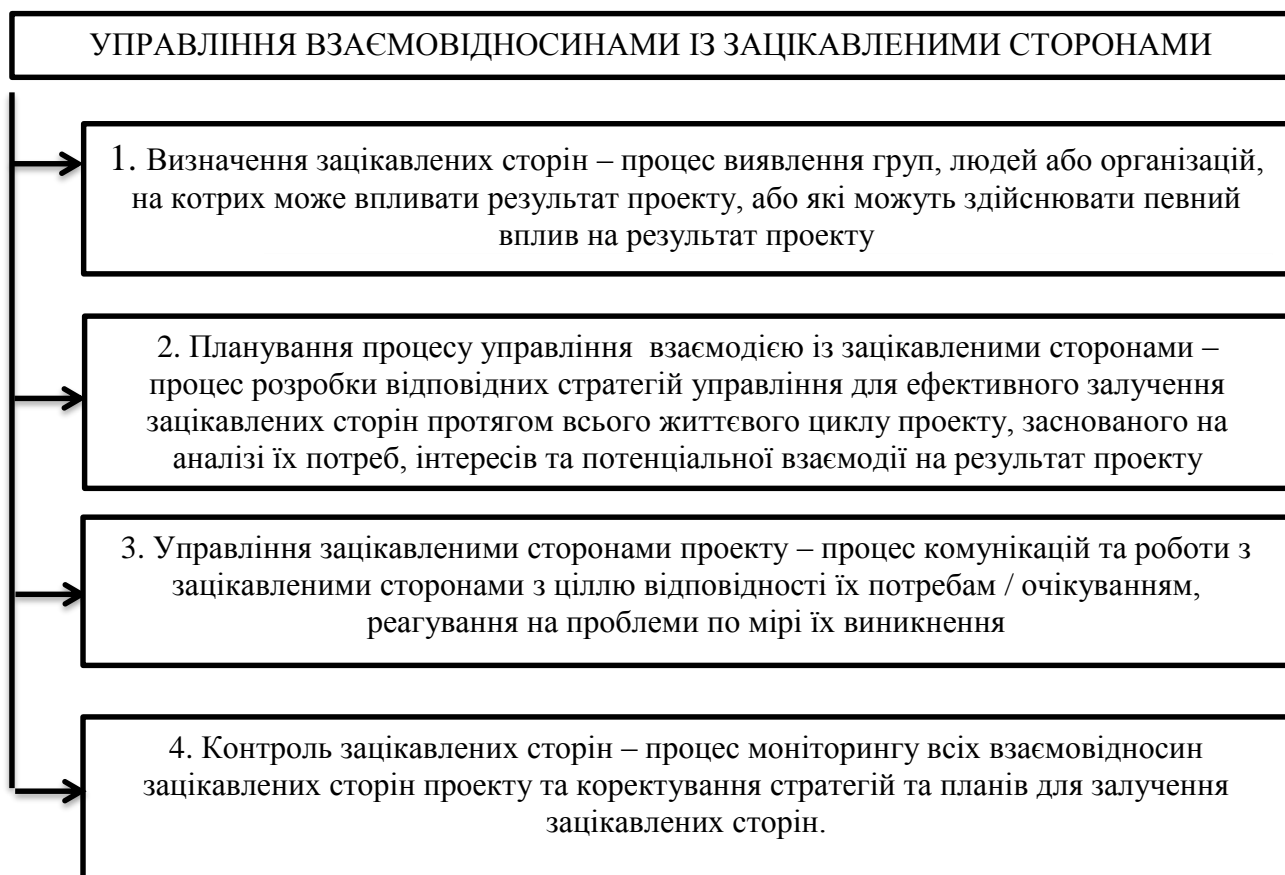 УПРАВЛІННЯ ВЗАЄМОВІДНОСИНАМИ ІЗ ЗАЦІКАВЛЕНИМИ СТОРОНАМИ
1. Визначення зацікавлених сторін – процес виявлення груп, людей або організацій,
на котрих може впливати результат проекту, або які можуть здійснювати певний
вплив на результат проекту
2. Планування процесу управління  взаємодією із зацікавленими сторонами –
процес розробки відповідних стратегій управління для ефективного залучення
зацікавлених сторін протягом всього життєвого циклу проекту, заснованого на
аналізі їх потреб, інтересів та потенціальної взаємодії на результат проекту
3. Управління зацікавленими сторонами проекту – процес комунікацій та роботи з
зацікавленими сторонами з ціллю відповідності їх потребам / очікуванням,
реагування на проблеми по мірі їх виникнення
4. Контроль зацікавлених сторін – процес моніторингу всіх взаємовідносин
зацікавлених сторін проекту та коректування стратегій та планів для залучення
зацікавлених сторін.